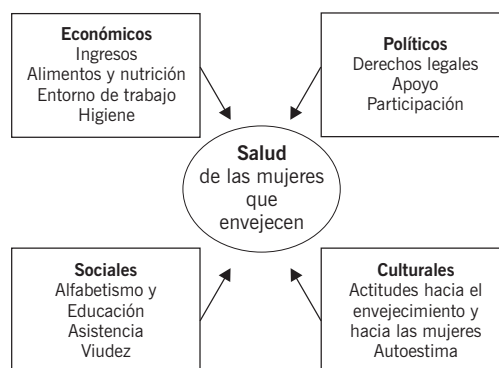 Económicos
Ingresos
Alimentos y nutrición
Entorno de trabajo
Higiene
Políticos
Derechos legales
Apoyo
Participación
Salud
de las mujeres
que
envejecen
Sociales
Alfabetismo y
Educación
Asistencia
Viudez
Culturales
Actitudes hacia el
envejecimiento y
hacia las mujeres
Autoestima